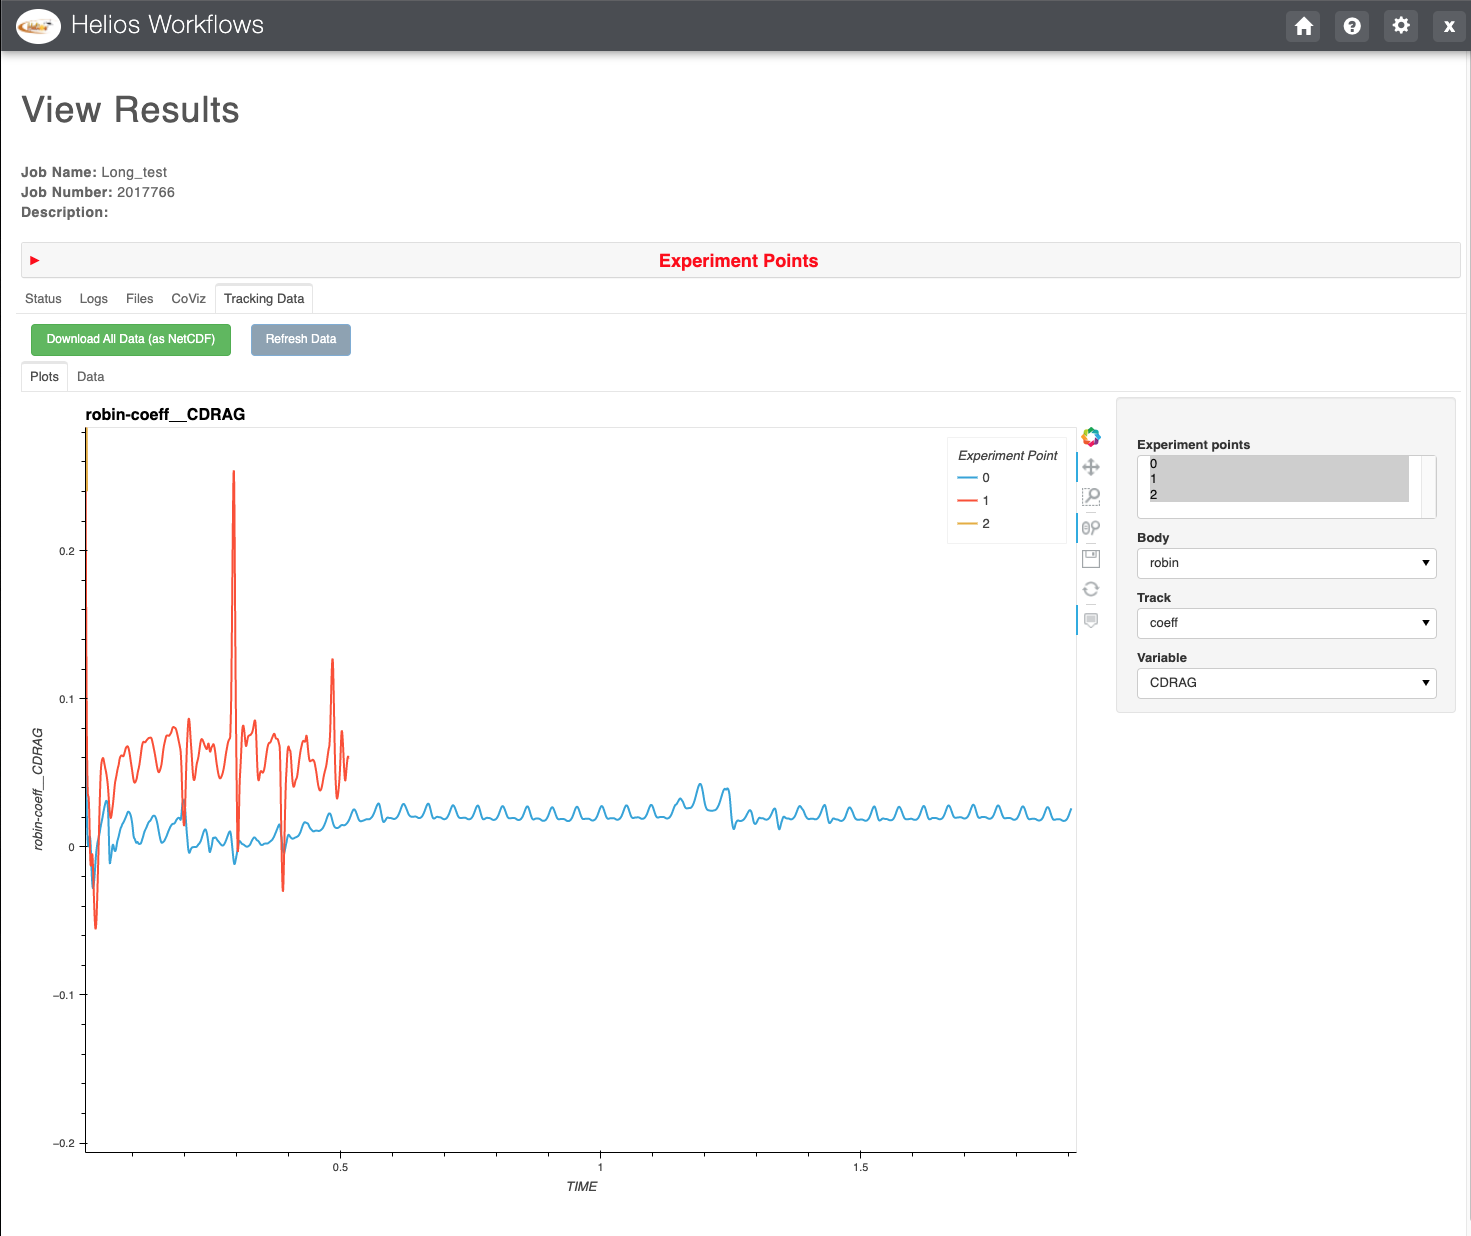 Helios Workflows
x
View Results
Job Name: Long_test
Job Number: 2017766
Description:
Experiment Points
Status Logs Files CoViz Tracking Data
Download All Data (as NetCDF) Refresh Data
Plots Data
robin-coeff__CDRAG
Experiment Point
0
1
2
0.2
0.1
0
−0.1
−0.2
robin-coeff__CDRAG
0.5 1 1.5
TIME
Experiment points
0
1
2
Body
robin
Track
coeff
Variable
CDRAG